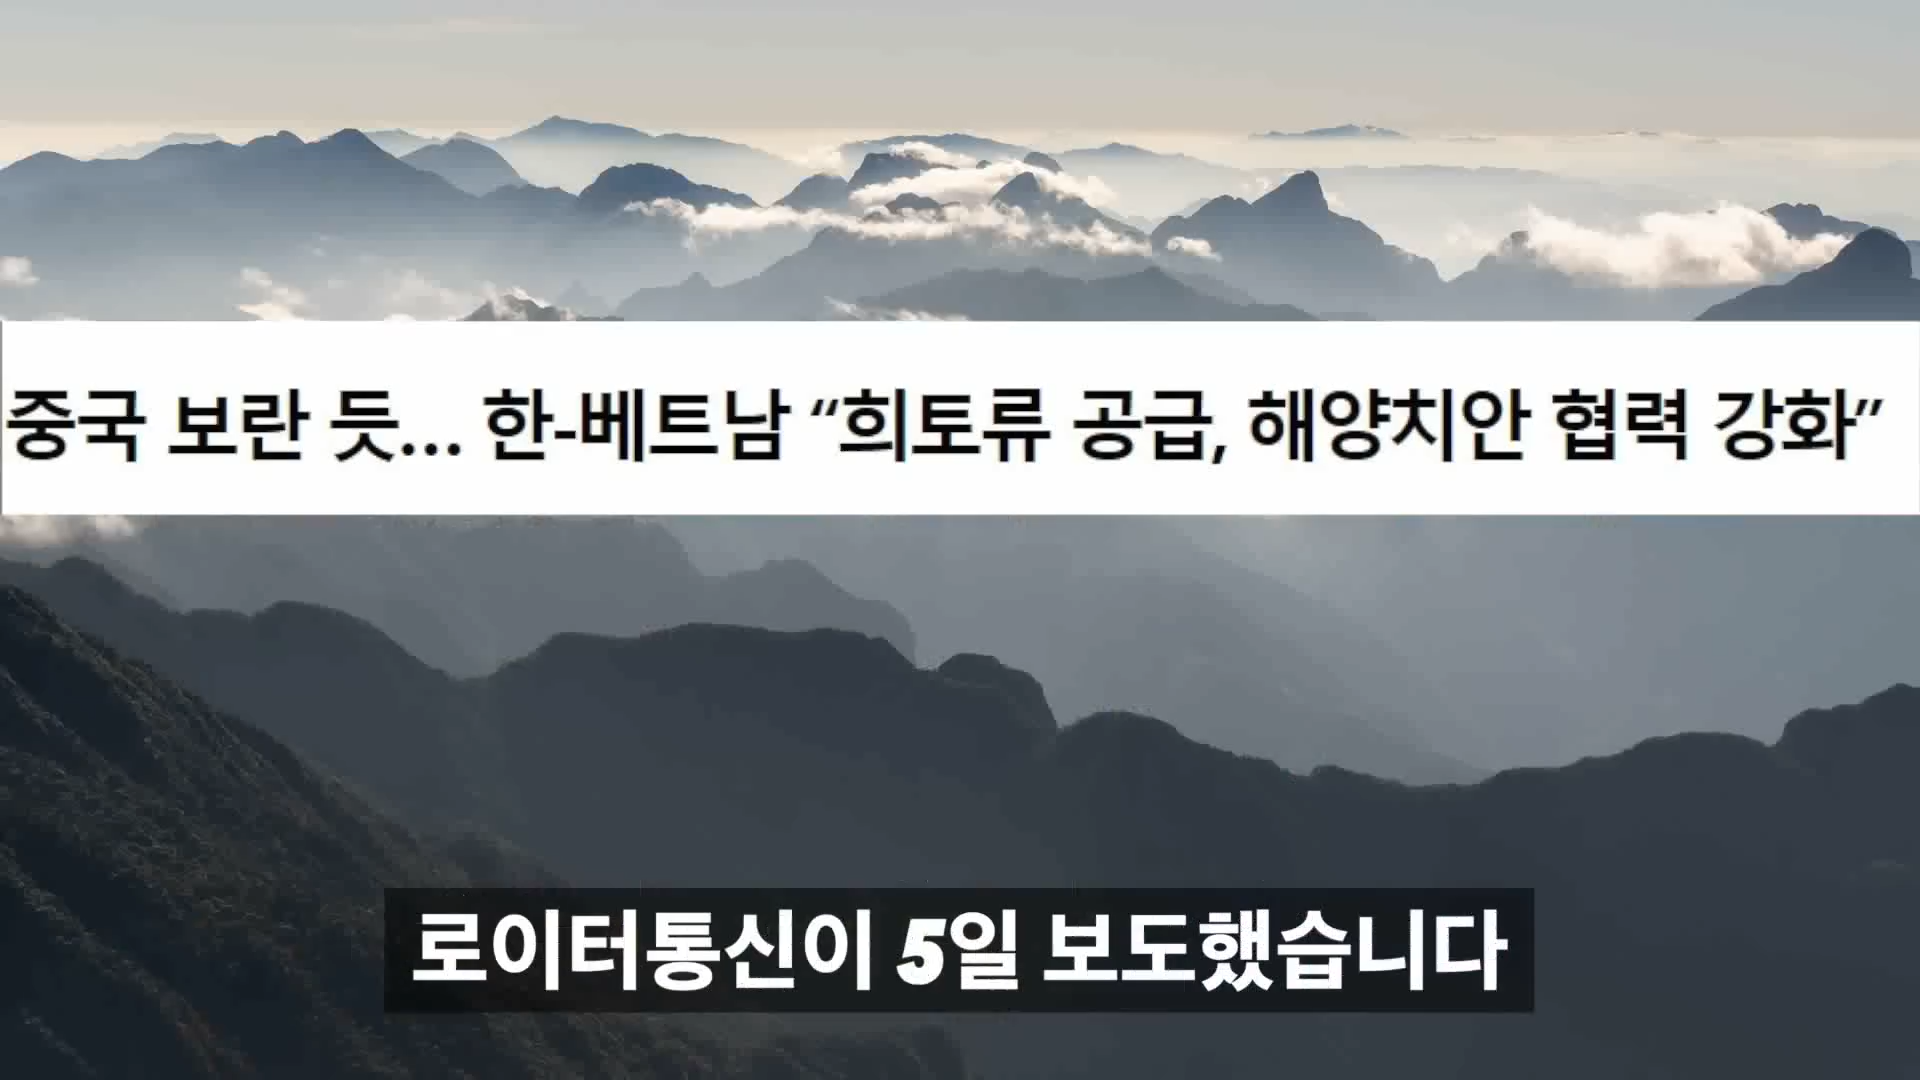 중국 보란 듯... 한-베트남 “희토류 공급, 해양치안 협력 강화”
로이터통신이 5일 보도했습니다